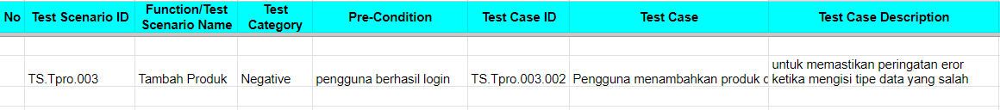 No Test Scenario ID Function/Test Scenario Name Test Category Pre-Condition Test Case ID Test Case Test Case Description
TS.Tpro.003 Tambah Produk Negative pengguna berhasil login TS.Tpro.003.002 Pengguna menambahkan produk untuk memastikan peringatan eror
ketika mengisi tipe data yang salah